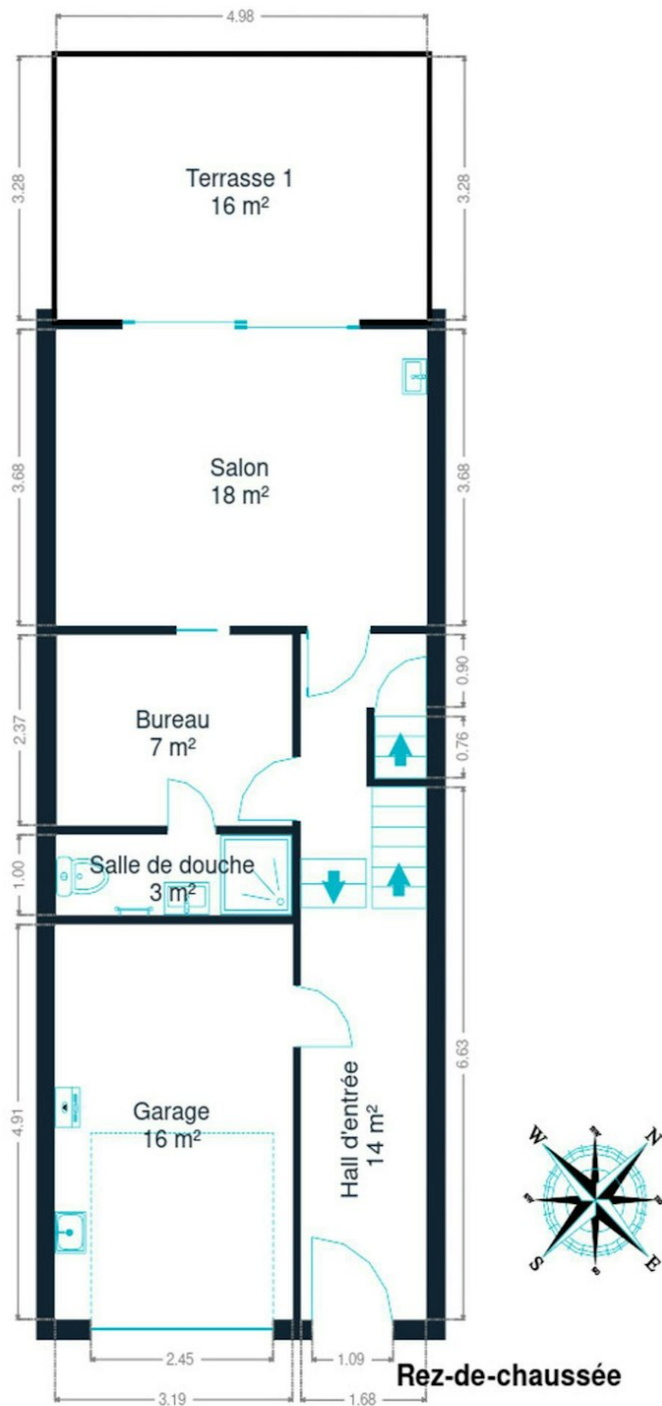 4.98
3.28
3.28
Terrasse 1
16 m²
3.68
3.68
Salon
18 m²
2.37
0.90
Bureau
7 m²
0.76
1.00
Salle de douche
3 m²
4.91
6.63
Garage
16 m²
Hall d'entrée
14 m²
W
N
S
E
2.45
1.09
Rez-de-chaussée
3.19
1.68